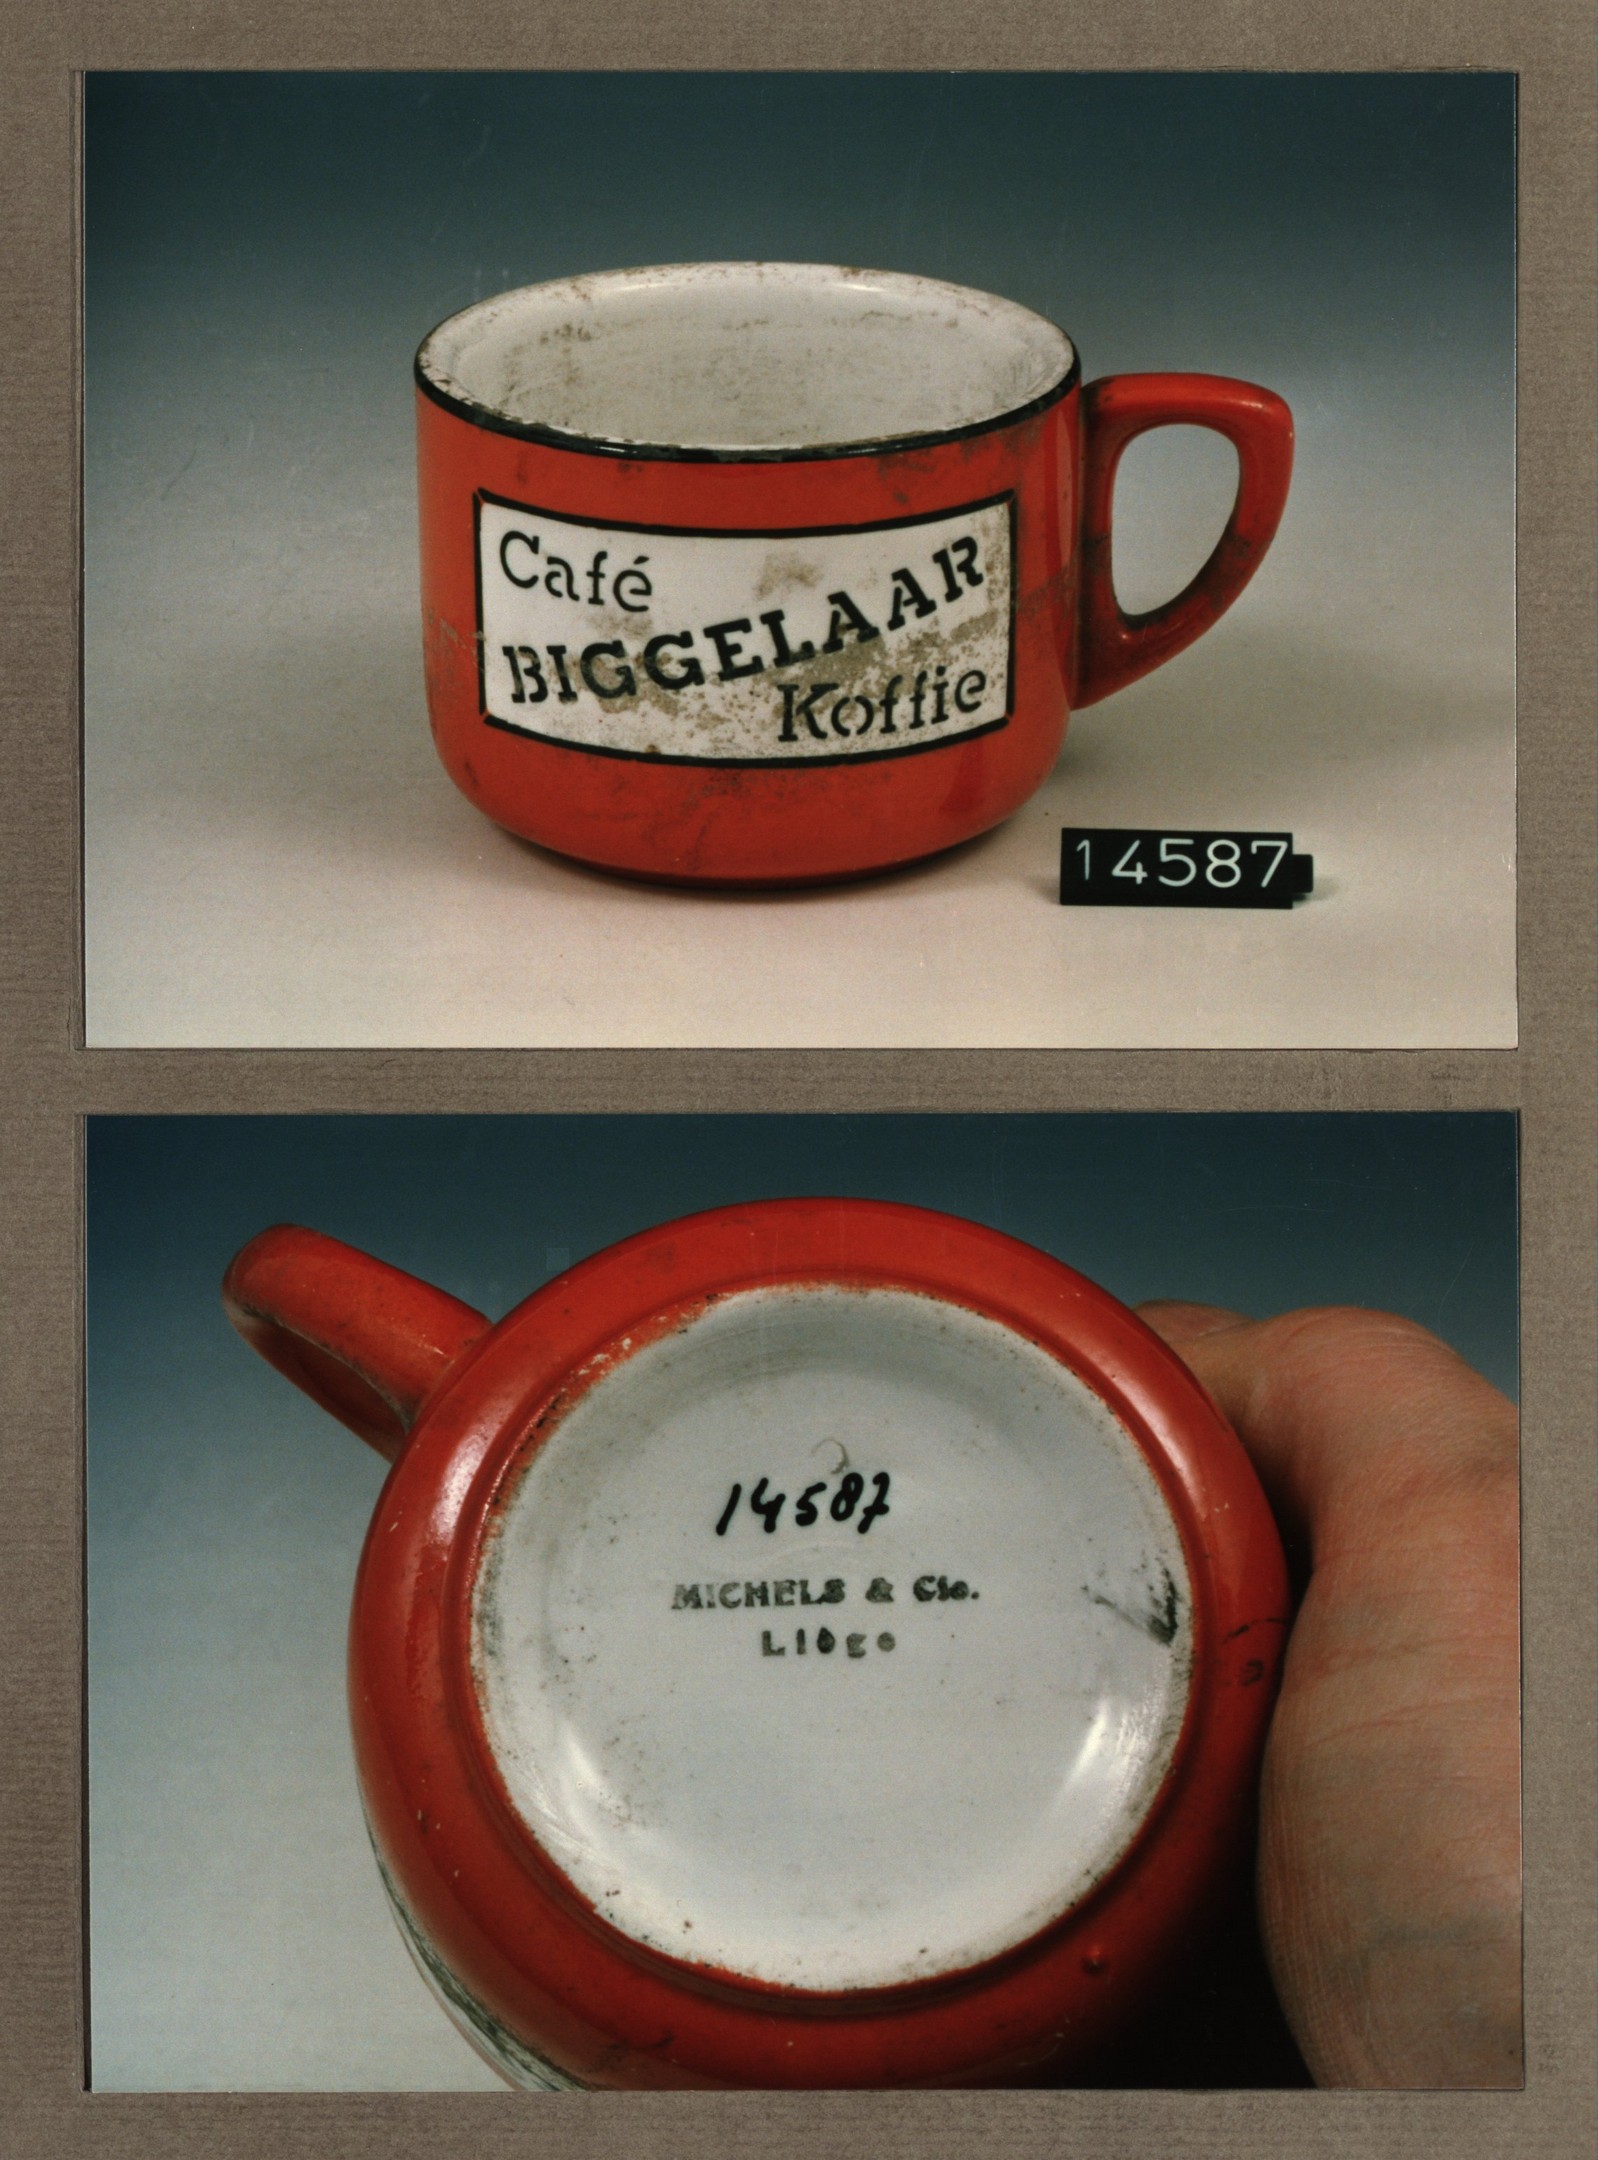 Café
BIGGELAAR
Koffie
14587
14587
MICHELS & Cie.
Liège